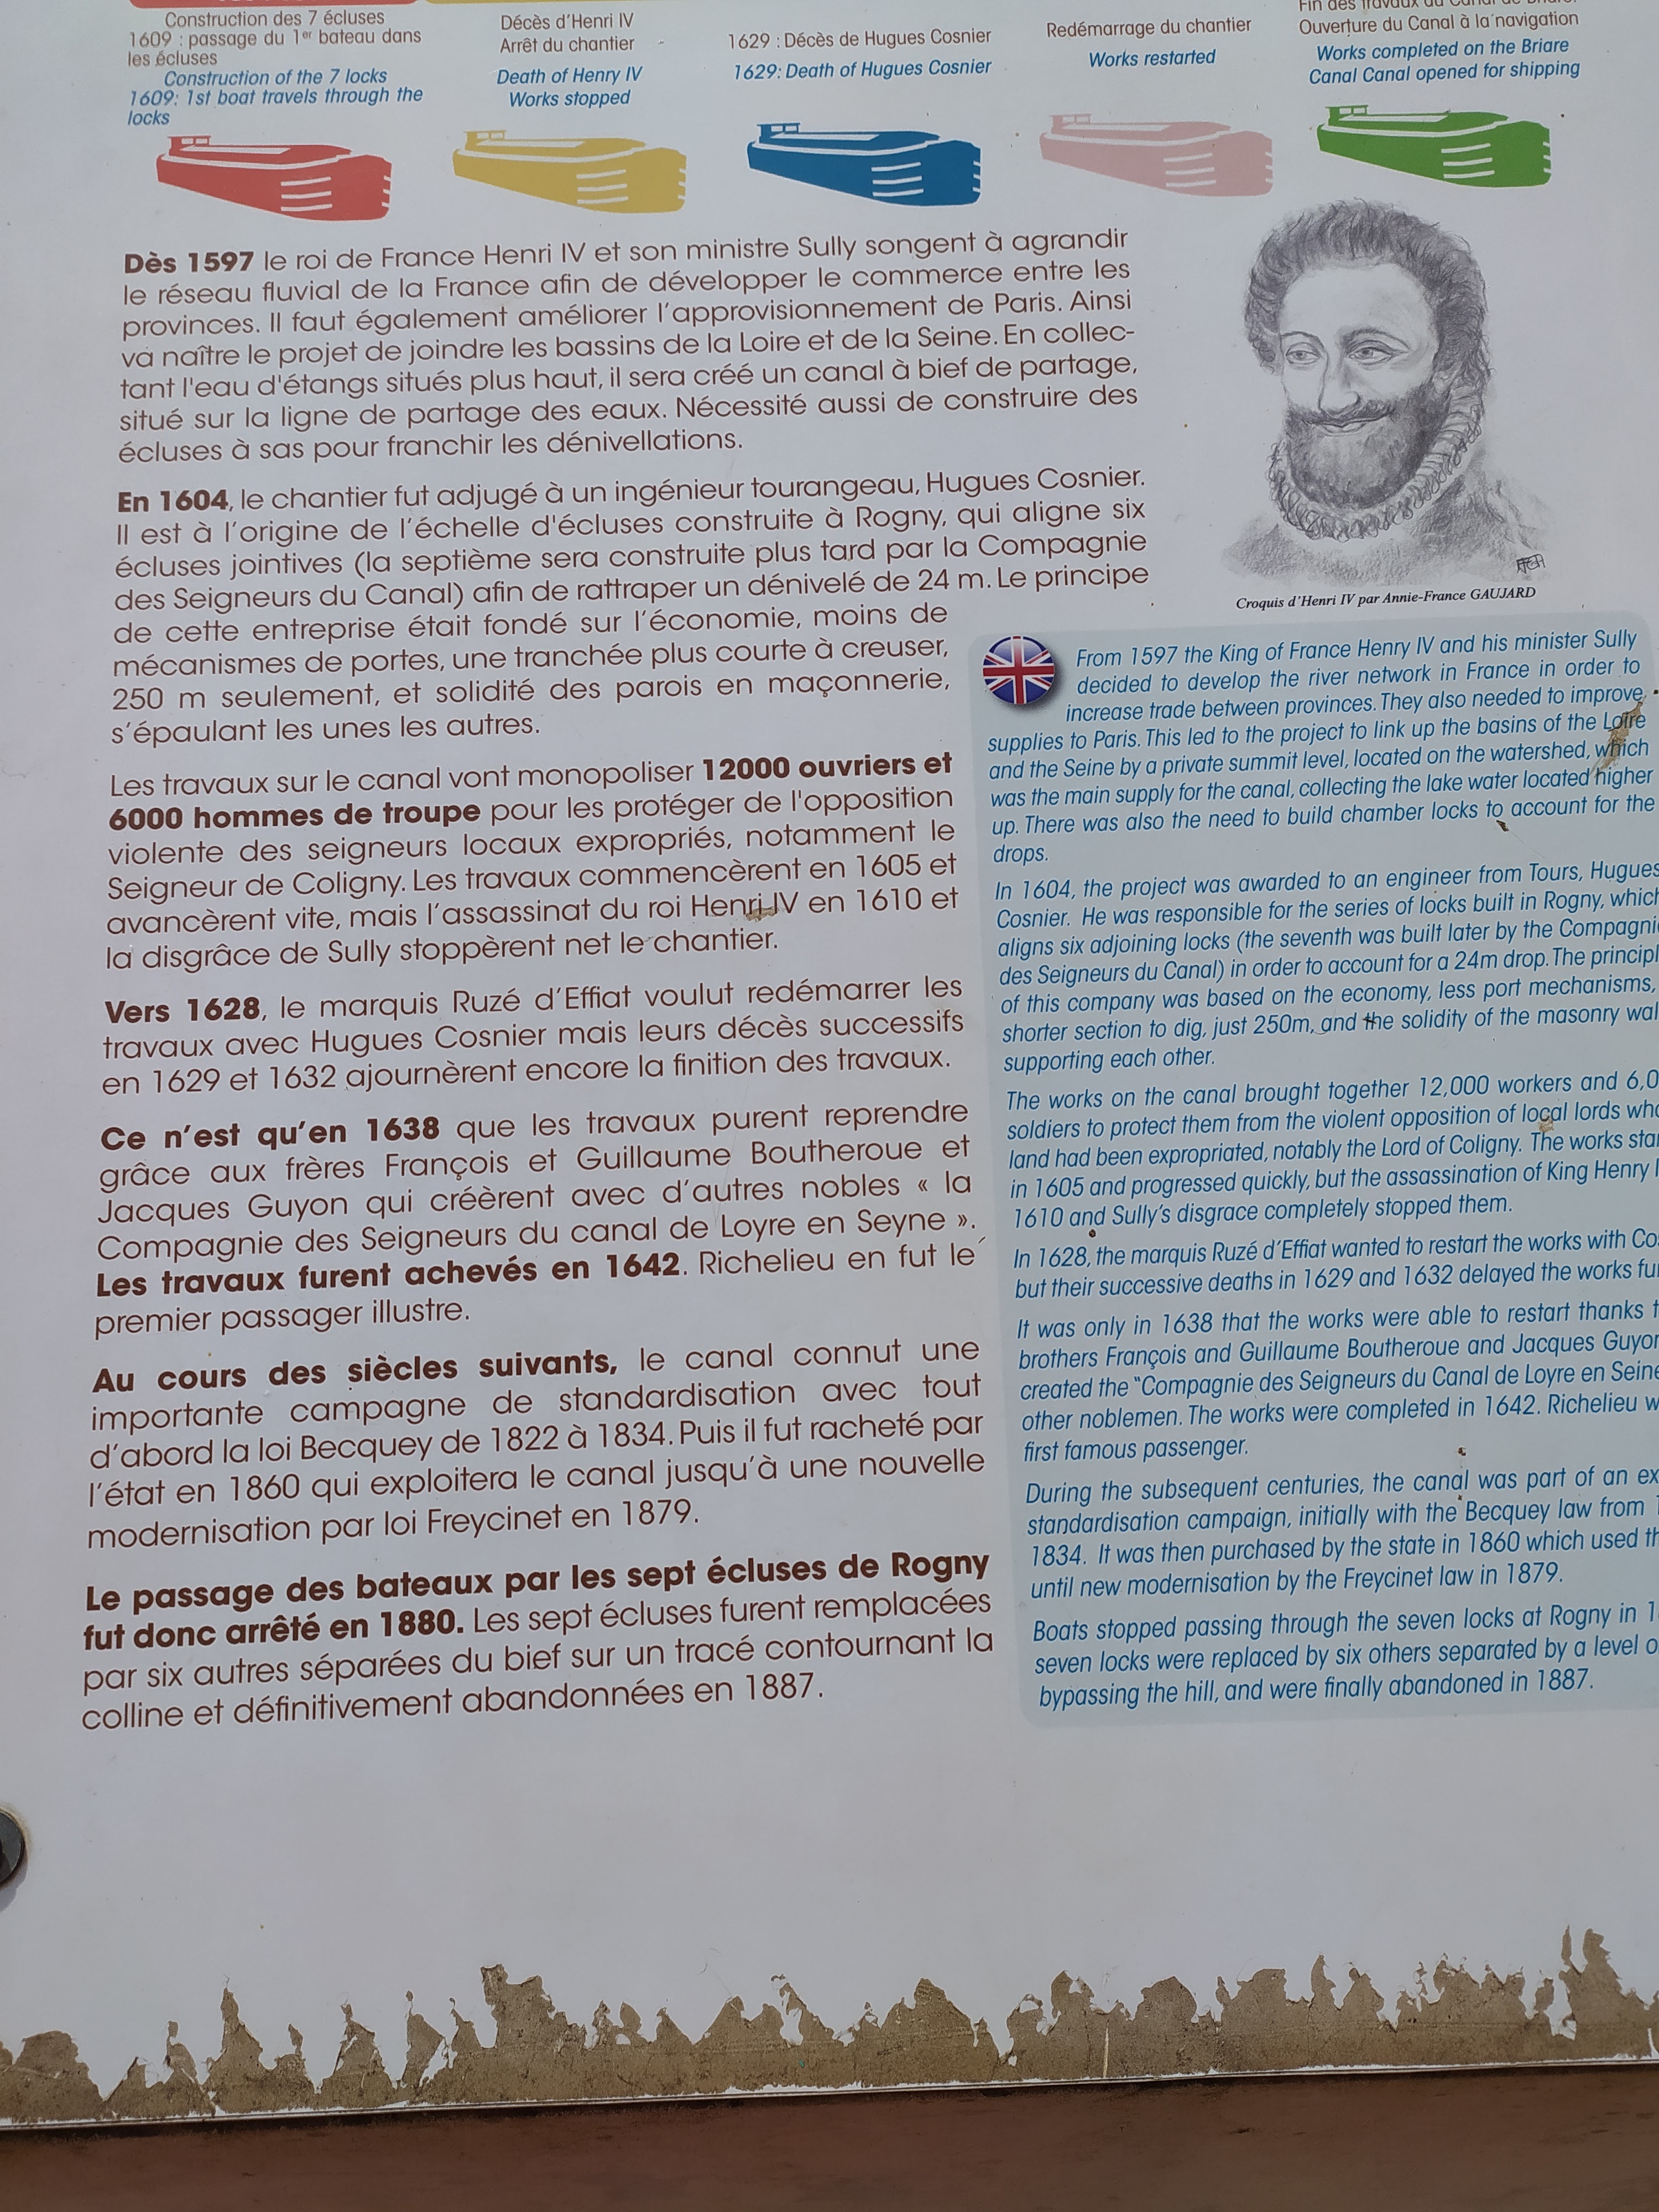 Construction des 7 écluses
1609 : passage du 1er bateau dans
les écluses
Construction of the 7 locks
1609: 1st boat travels through the
locks
Décès d'Henri IV
Arrêt du chantier
Death of Henry IV
Works stopped
1629 : Décès de Hugues Cosnier
1629: Death of Hugues Cosnier
Redémarrage du chantier
Works restarted
Fin des travaux du Canal de Briare.
Ouverture du Canal à la navigation
Works completed on the Briare
Canal Canal opened for shipping
Dès 1597 le roi de France Henri IV et son ministre Sully songent à agrandir
le réseau fluvial de la France afin de développer le commerce entre les
provinces. Il faut également améliorer l'approvisionnement de Paris. Ainsi
va naître le projet de joindre les bassins de la Loire et de la Seine. En collec-
tant l'eau d'étangs situés plus haut, il sera créé un canal à bief de partage,
situé sur la ligne de partage des eaux. Nécessité aussi de construire des
écluses à sas pour franchir les dénivellations.
En 1604, le chantier fut adjugé à un ingénieur tourangeau, Hugues Cosnier.
Il est à l'origine de l'échelle d'écluses construite à Rogny, qui aligne six
écluses jointives (la septième sera construite plus tard par la Compagnie
des Seigneurs du Canal) afin de rattraper un dénivelé de 24 m. Le principe
de cette entreprise était fondé sur l'économie, moins de
mécanismes de portes, une tranchée plus courte à creuser,
250 m seulement, et solidité des parois en maçonnerie,
s'épaulant les unes les autres.
Les travaux sur le canal vont monopoliser 12000 ouvriers et
6000 hommes de troupe pour les protéger de l'opposition
violente des seigneurs locaux expropriés, notamment le
Seigneur de Coligny. Les travaux commencèrent en 1605 et
avancèrent vite, mais l'assassinat du roi Henri IV en 1610 et
la disgrâce de Sully stoppèrent net le chantier.
Vers 1628, le marquis Ruzé d'Effiat voulut redémarrer les
travaux avec Hugues Cosnier mais leurs décès successifs
en 1629 et 1632 ajournèrent encore la finition des travaux.
Ce n'est qu'en 1638 que les travaux purent reprendre
grâce aux frères François et Guillaume Boutheroue et
Jacques Guyon qui créèrent avec d'autres nobles « la
Compagnie des Seigneurs du canal de Loyre en Seyne ».
Les travaux furent achevés en 1642. Richelieu en fut le
premier passager illustre.
Au cours des siècles suivants, le canal connut une
importante campagne de standardisation avec tout
d'abord la loi Becquey de 1822 à 1834. Puis il fut racheté par
l'état en 1860 qui exploitera le canal jusqu'à une nouvelle
modernisation par loi Freycinet en 1879.
Le passage des bateaux par les sept écluses de Rogny
fut donc arrêté en 1880. Les sept écluses furent remplacées
par six autres séparées du bief sur un tracé contournant la
colline et définitivement abandonnées en 1887.
Croquis d'Henri IV par Annie-France GAUJARD
From 1597 the King of France Henry IV and his minister Sully
decided to develop the river network in France in order to
increase trade between provinces. They also needed to improve
supplies to Paris. This led to the project to link up the basins of the Loire
and the Seine by a private summit level, located on the watershed, which
was the main supply for the canal, collecting the lake water located higher
up. There was also the need to build chamber locks to account for the
drops.
In 1604, the project was awarded to an engineer from Tours, Hugues
Cosnier. He was responsible for the series of locks built in Rogny, which
aligns six adjoining locks (the seventh was built later by the Compagnie
des Seigneurs du Canal) in order to account for a 24m drop. The principl
of this company was based on the economy, less port mechanisms,
shorter section to dig, just 250m, and the solidity of the masonry wal
supporting each other.
The works on the canal brought together 12,000 workers and 6,0
soldiers to protect them from the violent opposition of local lords who
land had been expropriated, notably the Lord of Coligny. The works star
in 1605 and progressed quickly, but the assassination of King Henry I
1610 and Sully's disgrace completely stopped them.
In 1628, the marquis Ruzé d'Effiat wanted to restart the works with Co
but their successive deaths in 1629 and 1632 delayed the works fu
It was only in 1638 that the works were able to restart thanks t
brothers François and Guillaume Boutheroue and Jacques Guyon
created the "Compagnie des Seigneurs du Canal de Loyre en Seine
other noblemen. The works were completed in 1642. Richelieu w
first famous passenger.
During the subsequent centuries, the canal was part of an ex
standardisation campaign, initially with the Becquey law from 1
1834. It was then purchased by the state in 1860 which used th
until new modernisation by the Freycinet law in 1879.
Boats stopped passing through the seven locks at Rogny in 1
seven locks were replaced by six others separated by a level o
bypassing the hill, and were finally abandoned in 1887.